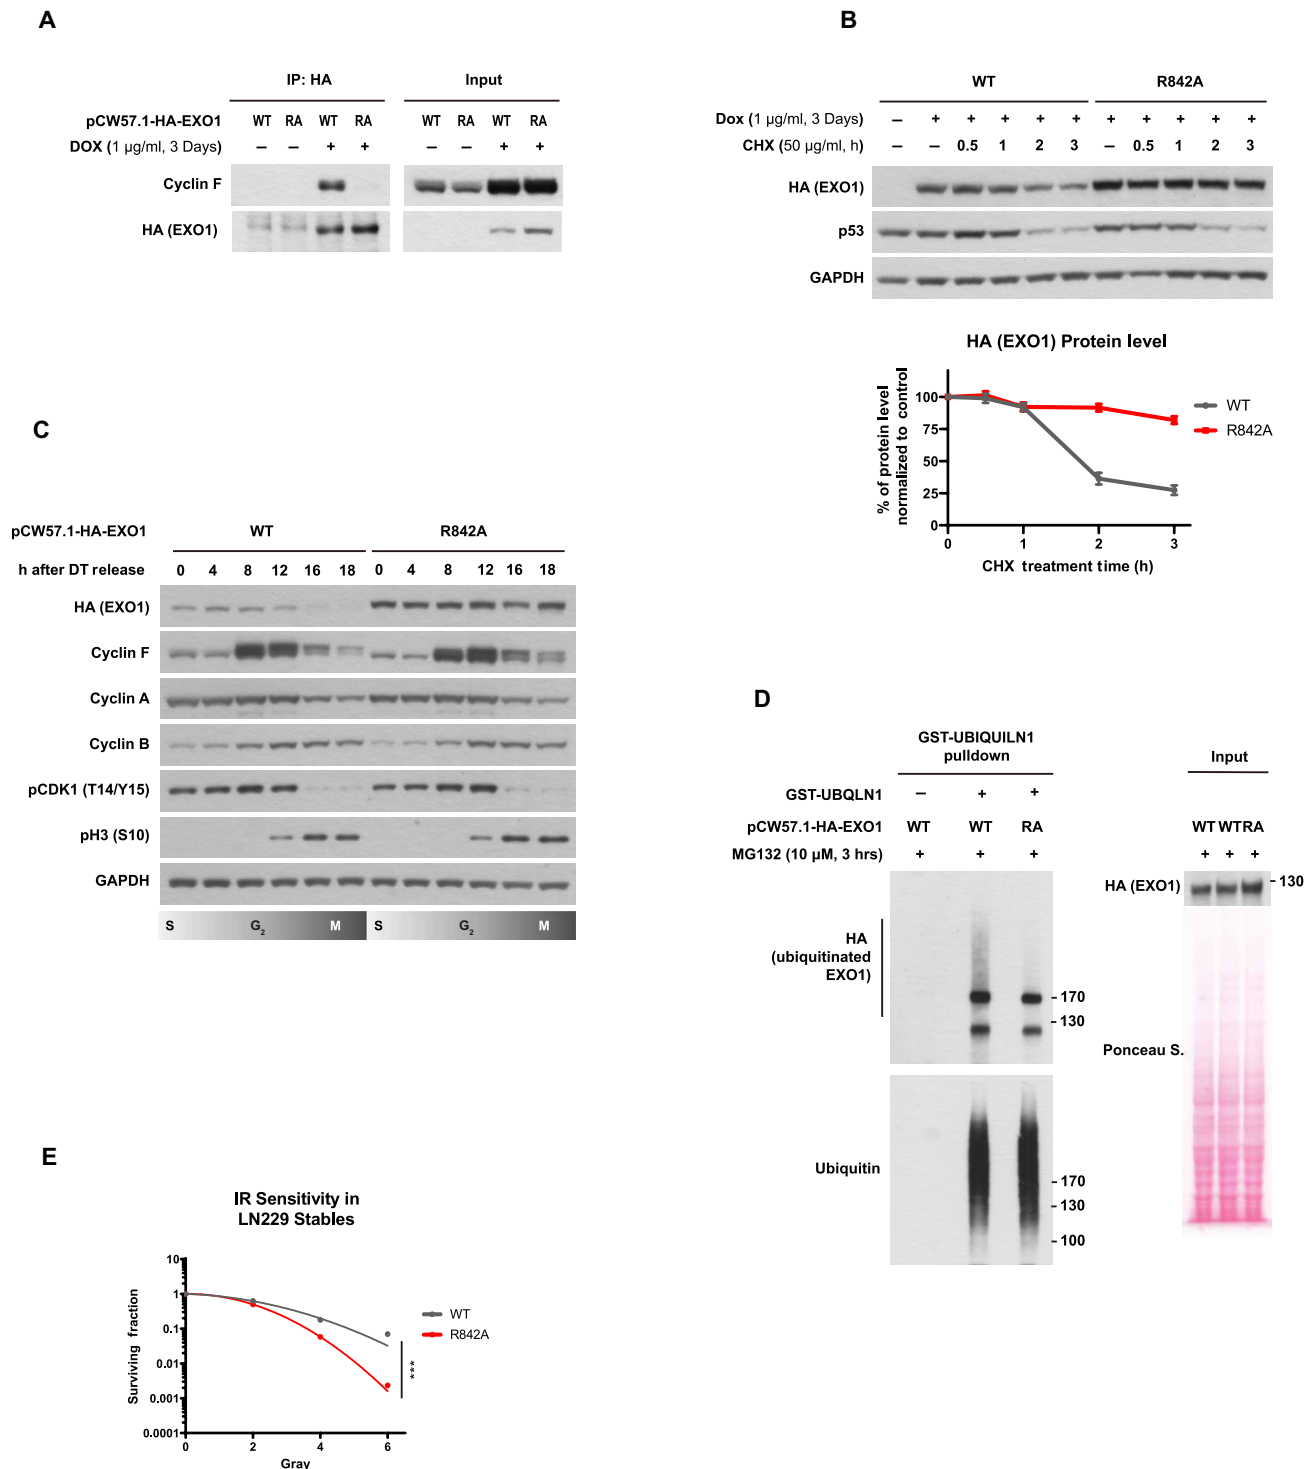 A
IP: HA
Input
pCW57.1-HA-EXO1 WT RA WT RA WT RA WT RA
DOX (1 µg/ml, 3 Days) – – + + – – + +
Cyclin F
HA (EXO1)
B
WT
R842A
Dox (1 µg/ml, 3 Days) – + + + + + + + + + +
CHX (50 µg/ml, h) – – 0.5 1 2 3 – 0.5 1 2 3
HA (EXO1)
p53
GAPDH
HA (EXO1) Protein level
% of protein level
normalized to control
100
75
50
25
0
0 1 2 3
CHX treatment time (h)
WT
R842A
C
pCW57.1-HA-EXO1 WT R842A
h after DT release 0 4 8 12 16 18 0 4 8 12 16 18
HA (EXO1)
Cyclin F
Cyclin A
Cyclin B
pCDK1 (T14/Y15)
pH3 (S10)
GAPDH
S G₂ M S G₂ M
D
GST-UBIQUILN1
pulldown
Input
GST-UBQLN1 – + +
pCW57.1-HA-EXO1 WT WT RA WT WT RA
MG132 (10 µM, 3 hrs) + + + + + +
HA
(ubiquitinated
EXO1)
- 170
- 130
Ubiquitin
- 170
- 130
- 100
HA (EXO1)
- 130
Ponceau S.
E
IR Sensitivity in
LN229 Stables
Surviving fraction
10
1
0.1
0.01
0.001
0.0001
0 2 4 6
Gray
WT
R842A
***